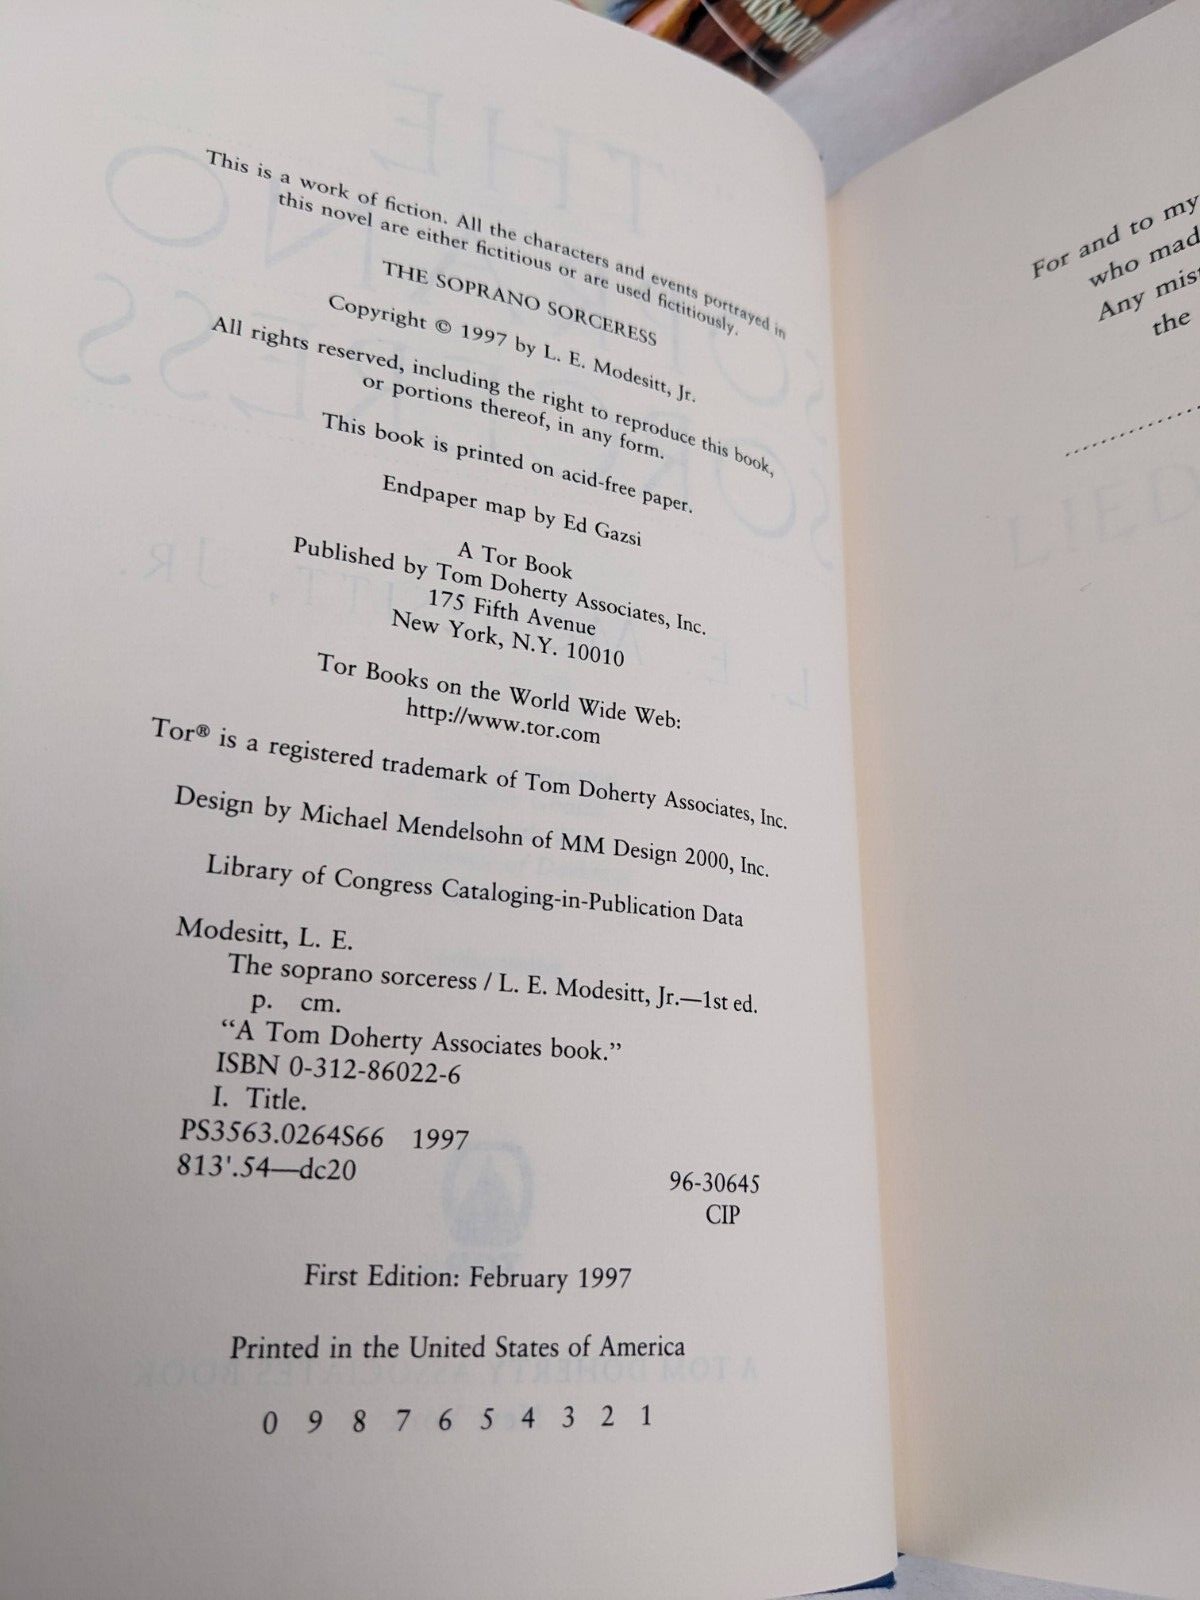 This is a work of fiction. All the characters and events portrayed in
this novel are either fictitious or are used fictitiously.
THE SOPRANO SORCERESS
Copyright © 1997 by L. E. Modesitt, Jr.
All rights reserved, including the right to reproduce this book,
or portions thereof, in any form.
This book is printed on acid-free paper.
Endpaper map by Ed Gazsi
A Tor Book
Published by Tom Doherty Associates, Inc.
175 Fifth Avenue
New York, N.Y. 10010
Tor Books on the World Wide Web:
http://www.tor.com
Tor® is a registered trademark of Tom Doherty Associates, Inc.
Design by Michael Mendelsohn of MM Design 2000, Inc.
Library of Congress Cataloging-in-Publication Data
Modesitt, L. E.
The soprano sorceress / L. E. Modesitt, Jr.—1st ed.
p. cm.
“A Tom Doherty Associates book.”
ISBN 0-312-86022-6
I. Title.
PS3563.0264S66 1997
813'.54—dc20
96-30645
CIP
First Edition: February 1997
Printed in the United States of America
0 9 8 7 6 5 4 3 2 1
For and to my
who mad
Any mis
the